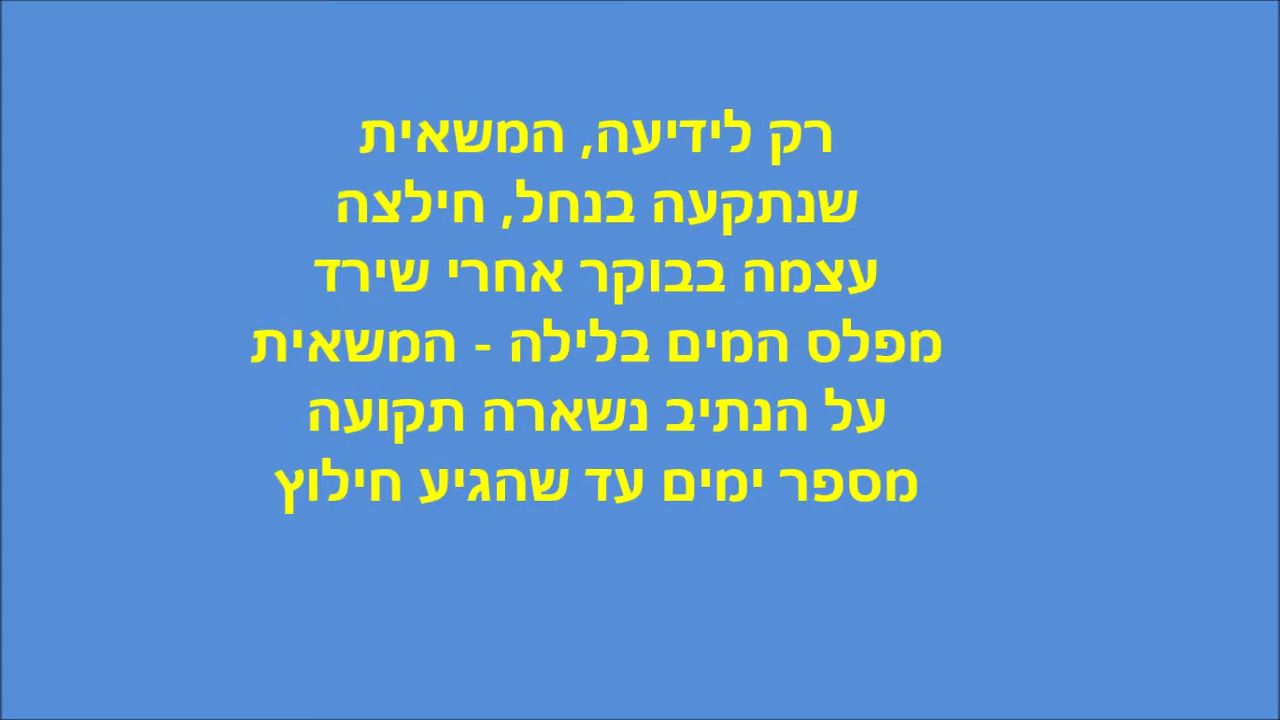 רק לידיעה, המשאית
שנתקעה בנחל, חילצה
עצמה בבוקר אחרי שירד
מפלס המים בלילה - המשאית
על הנתיב נשארה תקועה
מספר ימים עד שהגיע חילוץ